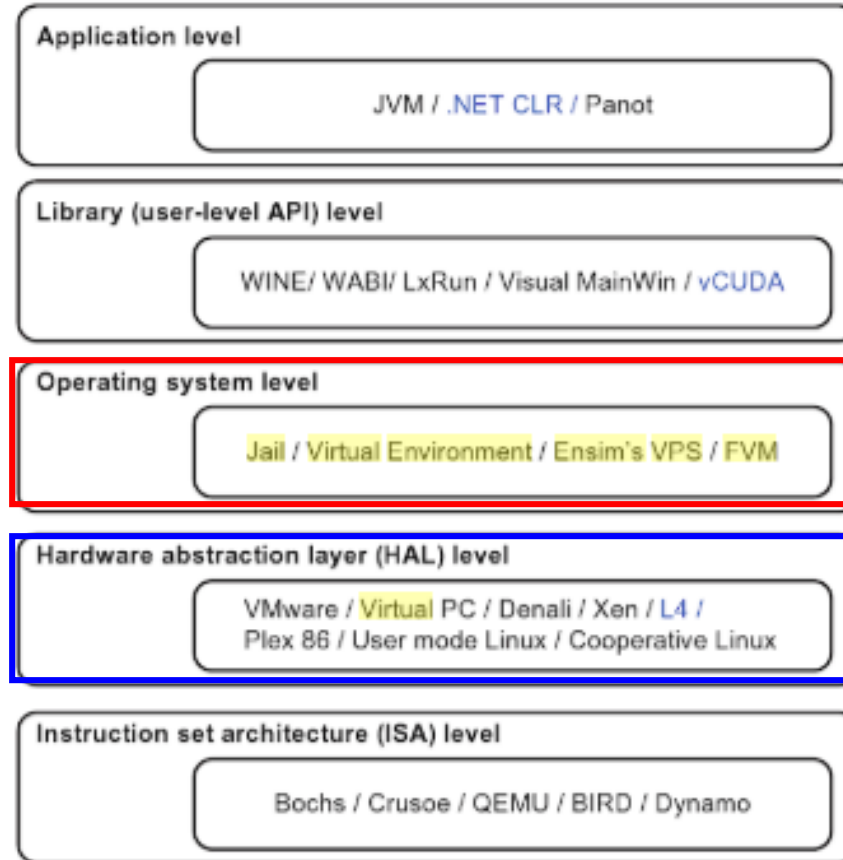 Application level
JVM / .NET CLR / Panot
Library (user-level API) level
WINE/ WABI/ LxRun / Visual MainWin / vCUDA
Operating system level
Jail / Virtual Environment / Ensim's VPS / FVM
Hardware abstraction layer (HAL) level
VMware / Virtual PC / Denali / Xen / L4 /
Plex 86 / User mode Linux / Cooperative Linux
Instruction set architecture (ISA) level
Bochs / Crusoe / QEMU / BIRD / Dynamo